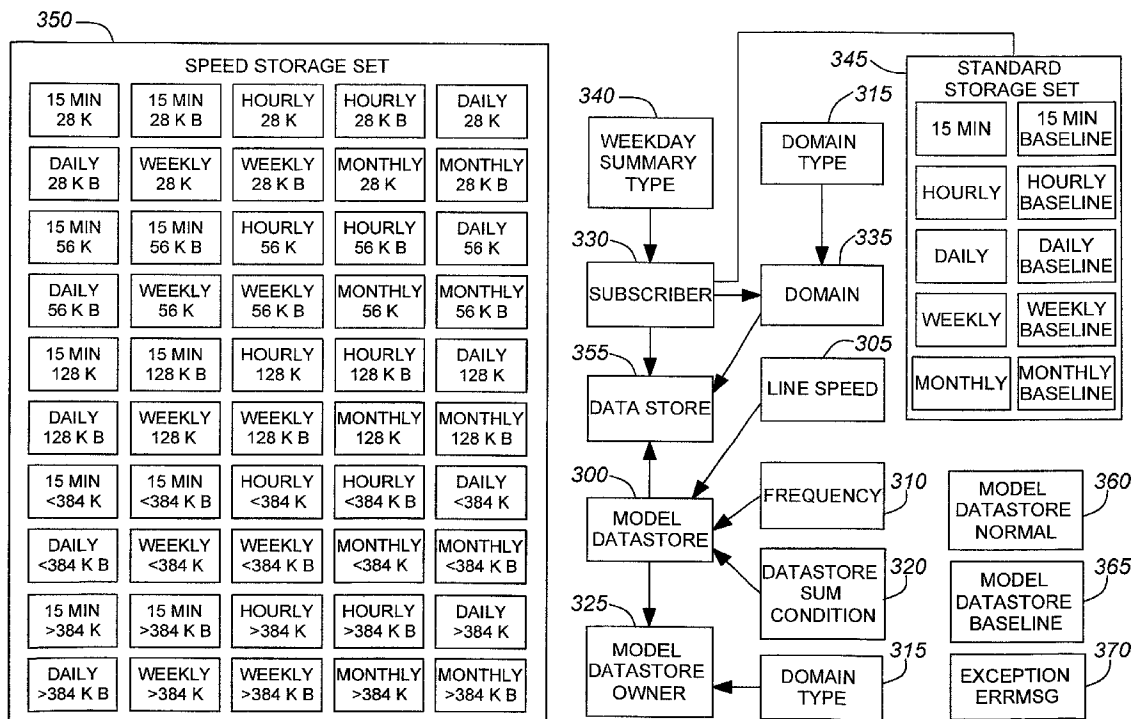 350
SPEED STORAGE SET
15 MIN
28 K
15 MIN
28 K B
HOURLY
28 K
HOURLY
28 K B
DAILY
28 K
DAILY
28 K B
WEEKLY
28 K
WEEKLY
28 K B
MONTHLY
28 K
MONTHLY
28 K B
15 MIN
56 K
15 MIN
56 K B
HOURLY
56 K
HOURLY
56 K B
DAILY
56 K
DAILY
56 K B
WEEKLY
56 K
WEEKLY
56 K B
MONTHLY
56 K
MONTHLY
56 K B
15 MIN
128 K
15 MIN
128 K B
HOURLY
128 K
HOURLY
128 K B
DAILY
128 K
DAILY
128 K B
WEEKLY
128 K
WEEKLY
128 K B
MONTHLY
128 K
MONTHLY
128 K B
15 MIN
<384 K
15 MIN
<384 K B
HOURLY
<384 K
HOURLY
<384 K B
DAILY
<384 K
DAILY
<384 K B
WEEKLY
<384 K
WEEKLY
<384 K B
MONTHLY
<384 K
MONTHLY
<384 K B
15 MIN
>384 K
15 MIN
>384 K B
HOURLY
>384 K
HOURLY
>384 K B
DAILY
>384 K
DAILY
>384 K B
WEEKLY
>384 K
WEEKLY
>384 K B
MONTHLY
>384 K
MONTHLY
>384 K B
340
WEEKDAY
SUMMARY
TYPE
315
DOMAIN
TYPE
330
SUBSCRIBER
335
DOMAIN
355
DATA STORE
305
LINE SPEED
300
MODEL
DATASTORE
FREQUENCY
310
DATASTORE
SUM
CONDITION
320
325
MODEL
DATASTORE
OWNER
DOMAIN
TYPE
315
345
STANDARD
STORAGE SET
15 MIN
15 MIN
BASELINE
HOURLY
HOURLY
BASELINE
DAILY
DAILY
BASELINE
WEEKLY
WEEKLY
BASELINE
MONTHLY
MONTHLY
BASELINE
MODEL
DATASTORE
NORMAL
360
MODEL
DATASTORE
BASELINE
365
EXCEPTION
ERRMSG
370